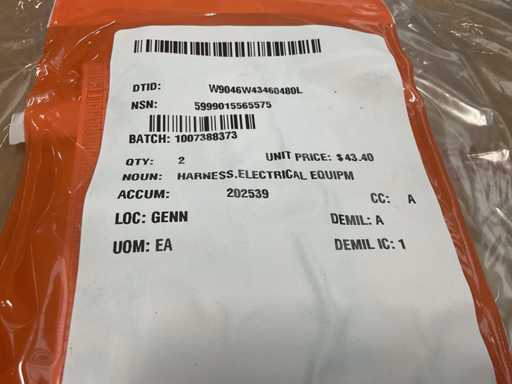 DTID: W9046W43460480L
NSN: 5999015565575
BATCH: 1007388373
QTY: 2 UNIT PRICE: $43.40
NOUN: HARNESS,ELECTRICAL EQUIPM
ACCUM: 202539 CC: A
LOC: GENN DEMIL: A
UOM: EA DEMIL IC: 1